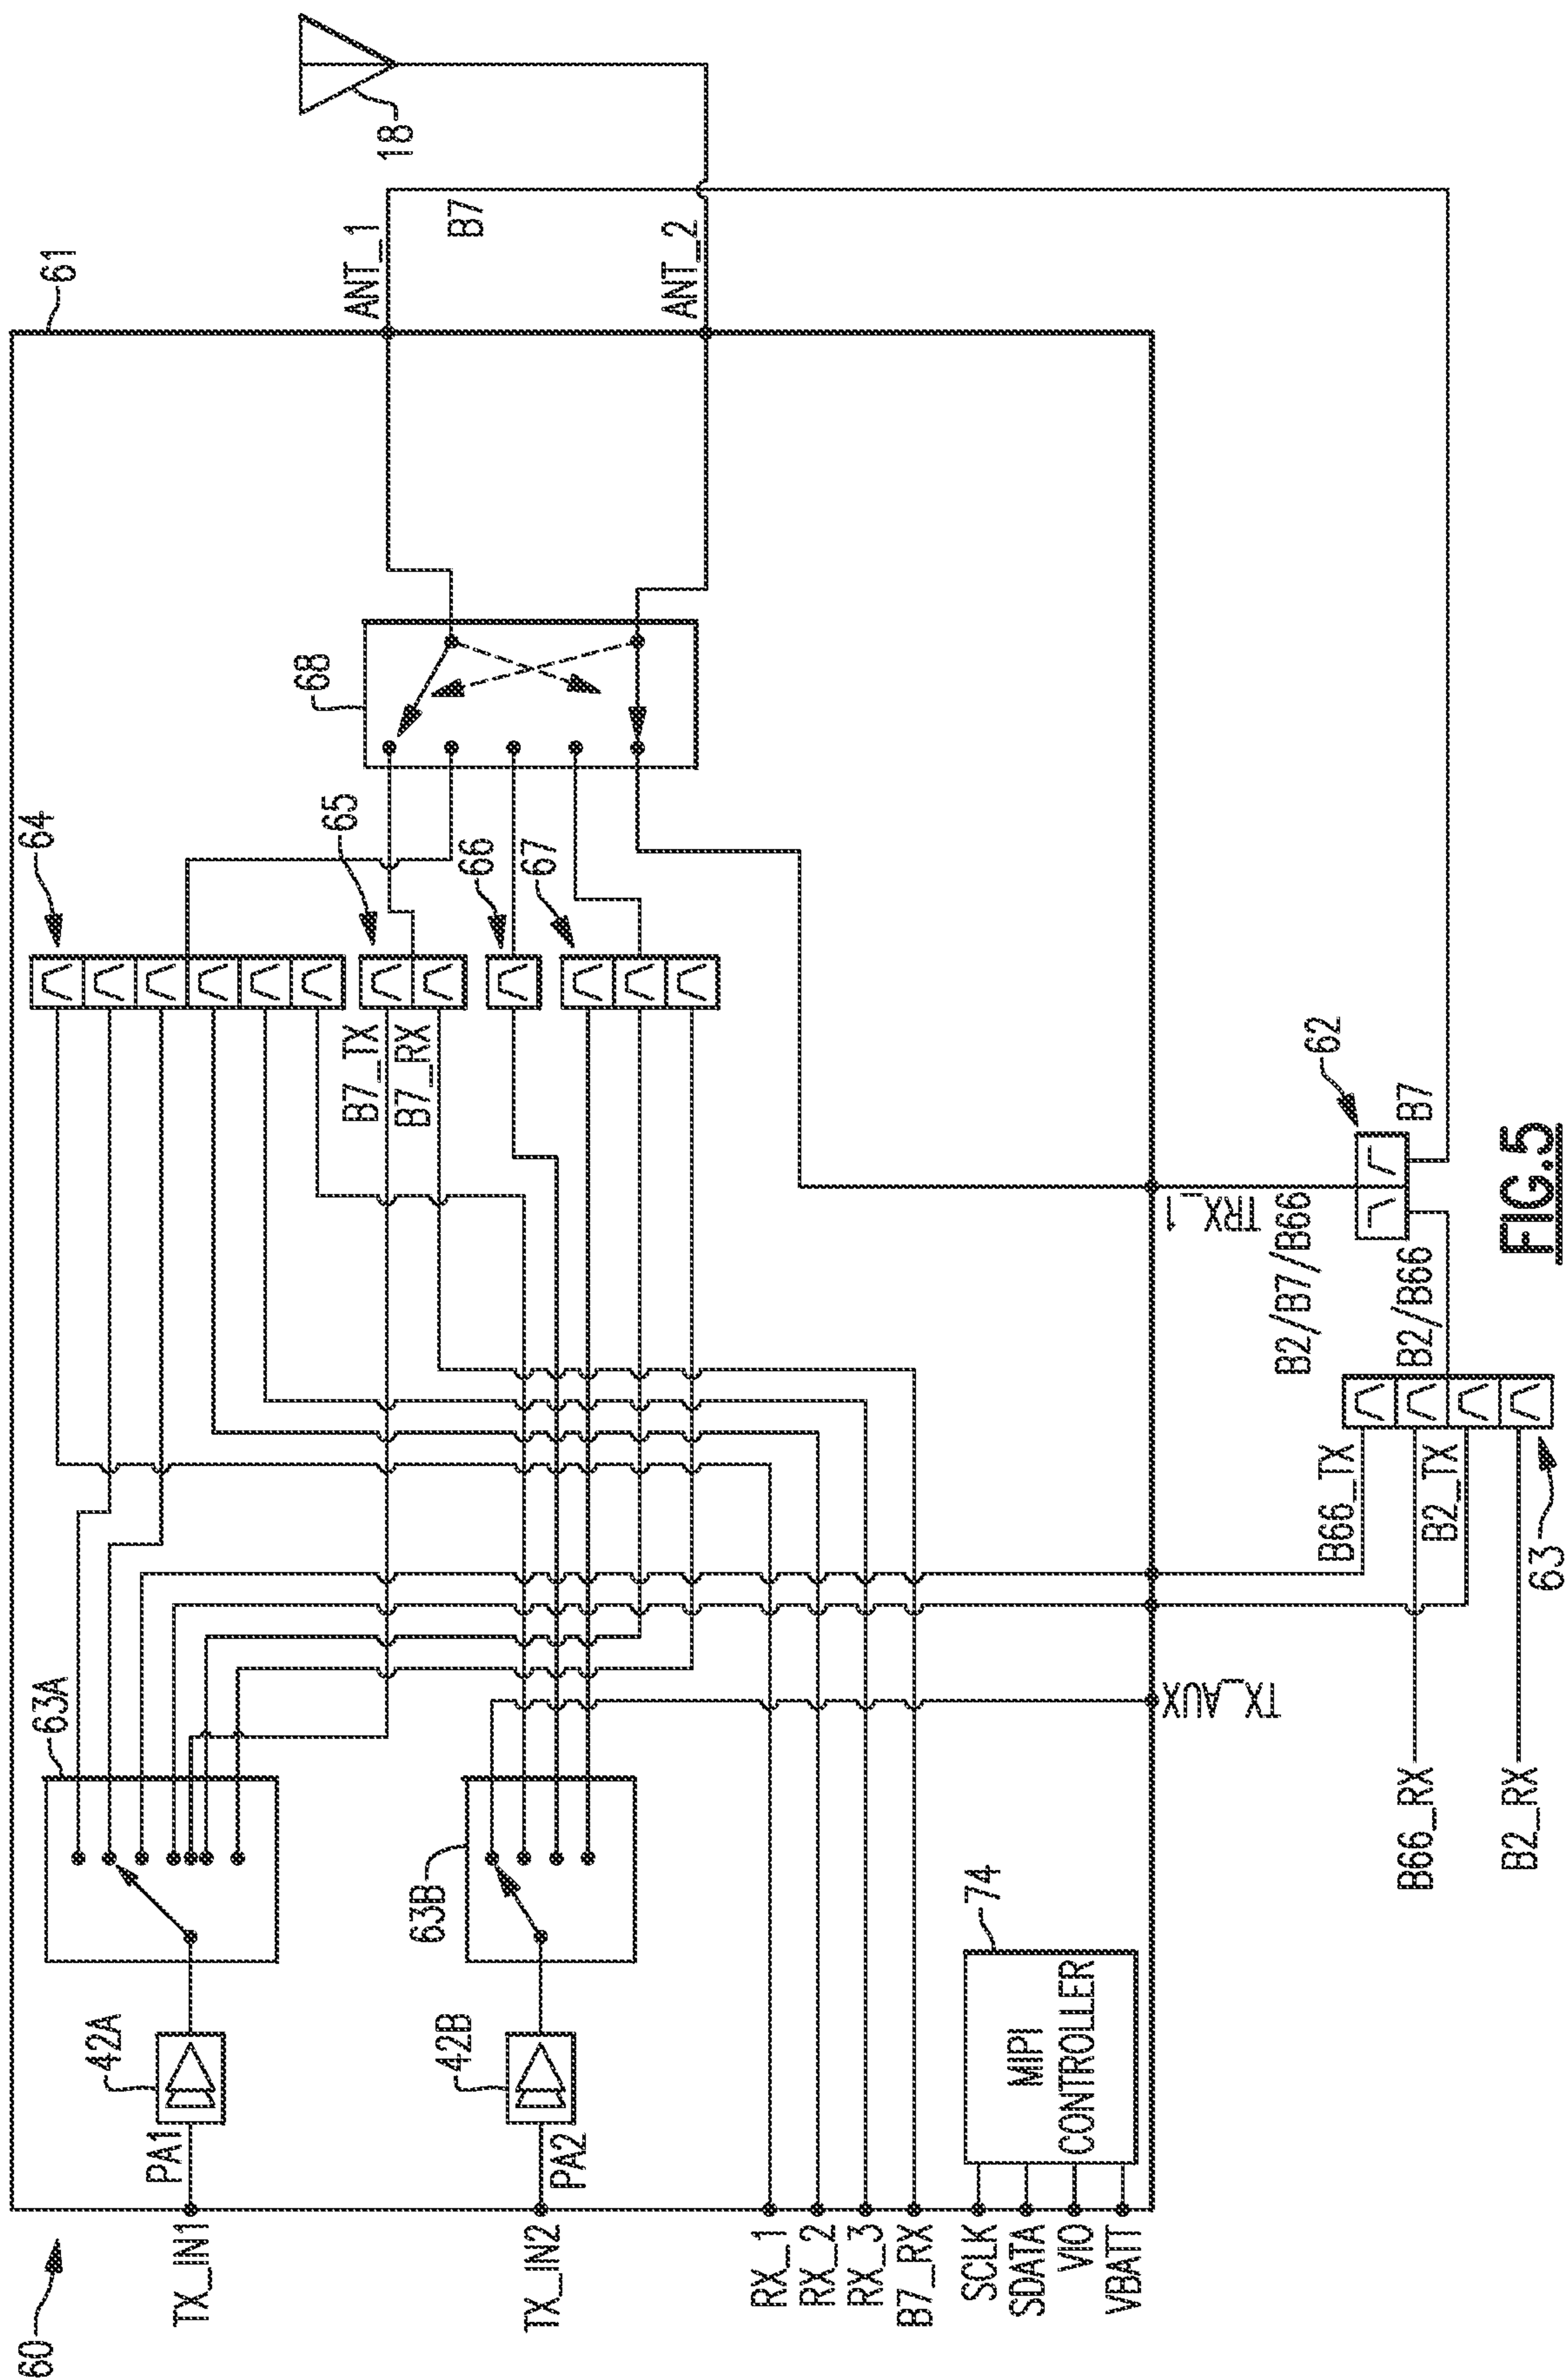 60
61
TX_IN1
PA1
42A
63A
64
65
66
67
68
ANT_1
B7
ANT_2
18
B7_TX
B7_RX
TX_IN2
PA2
42B
63B
RX_1
RX_2
RX_3
B7_RX
SCLK
SDATA
VIO
VBATT
MIPI
CONTROLLER
74
TX_AUX
TRX_1
B2/B7/B66
62
B7
B2/B66
B66_TX
B2_TX
B66_RX
B2_RX
63
FIG.5